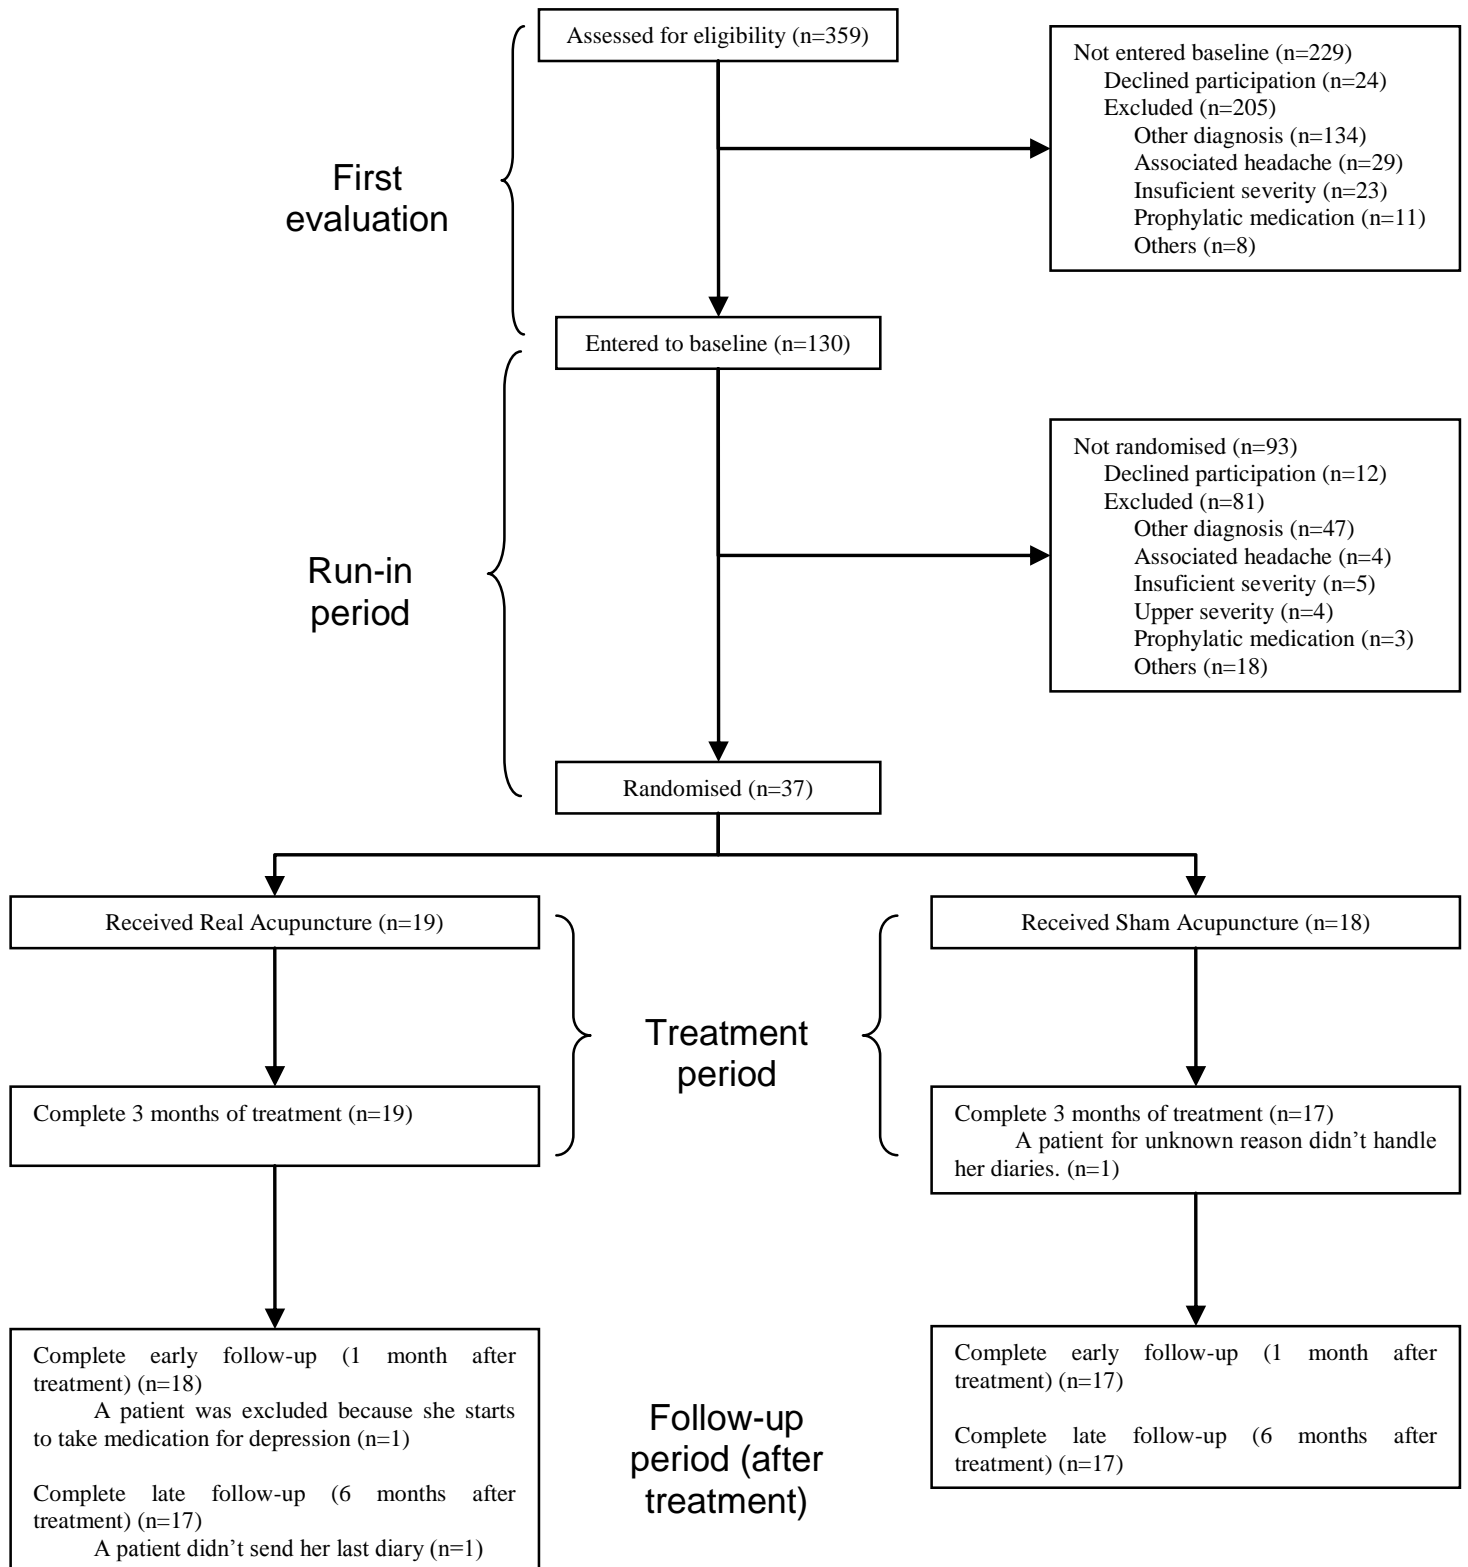 Assessed for eligibility (n=359)
Not entered baseline (n=229)
Declined participation (n=24)
Excluded (n=205)
Other diagnosis (n=134)
Associated headache (n=29)
Insuficient severity (n=23)
Prophylatic medication (n=11)
Others (n=8)
First
evaluation
Entered to baseline (n=130)
Not randomised (n=93)
Declined participation (n=12)
Excluded (n=81)
Other diagnosis (n=47)
Associated headache (n=4)
Insuficient severity (n=5)
Upper severity (n=4)
Prophylatic medication (n=3)
Others (n=18)
Run-in
period
Randomised (n=37)
Received Real Acupuncture (n=19)
Received Sham Acupuncture (n=18)
Treatment
period
Complete 3 months of treatment (n=19)
Complete 3 months of treatment (n=17)
A patient for unknown reason didn’t handle
her diaries. (n=1)
Complete early follow-up (1 month after
treatment) (n=18)
A patient was excluded because she starts
to take medication for depression (n=1)
Complete late follow-up (6 months after
treatment) (n=17)
A patient didn’t send her last diary (n=1)
Follow-up
period (after
treatment)
Complete early follow-up (1 month after
treatment) (n=17)
Complete late follow-up (6 months after
treatment) (n=17)